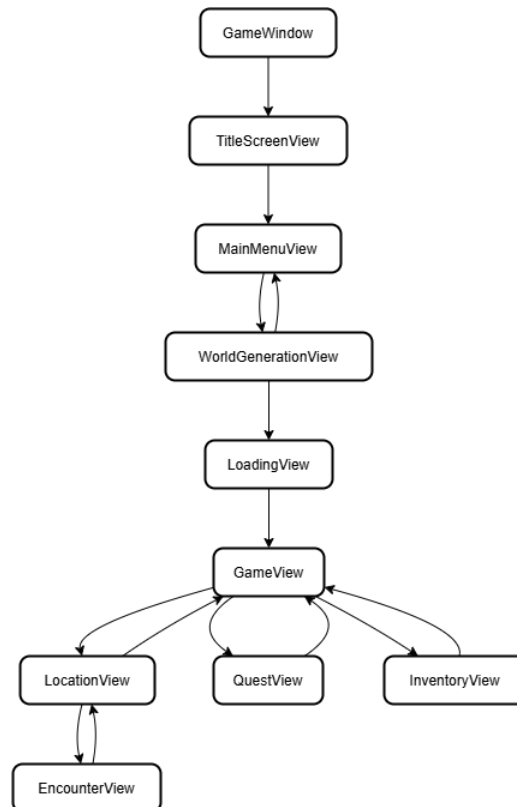 GameWindow
TitleScreenView
MainMenuView
WorldGenerationView
LoadingView
GameView
LocationView
QuestView
InventoryView
EncounterView